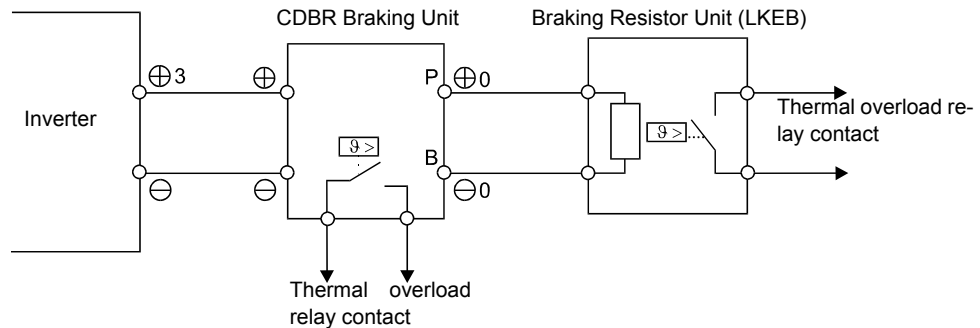 CDBR Braking Unit
Braking Resistor Unit (LKEB)
⊕3
⊕
P
⊕0
Inverter
Thermal overload re-
lay contact
ϑ >
ϑ >
B
⊖
⊖
⊖0
Thermal overload
relay contact